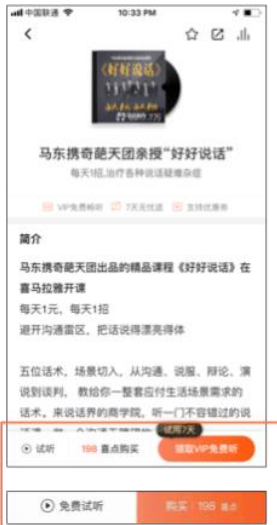 中国联通 10:33 PM
《好好说话》
马东携奇葩天团亲授“好好说话”
每天1招,治疗各种说话疑难杂症
VIP免费畅听 7天无忧退 支持优惠券
简介
马东携奇葩天团出品的精品课程《好好说话》在
喜马拉雅开课
每天1元，每天1招
避开沟通雷区，把话说得漂亮得体
五位话术，场景切入，从沟通、说服、辩论、演
说到谈判， 教给你一整套应付生活场景需求的
话术。来说话界的商学院，听一门不容错过的说
试用7天
试听 198 喜点购买 领取VIP免费听
免费试听 购买：198 喜点